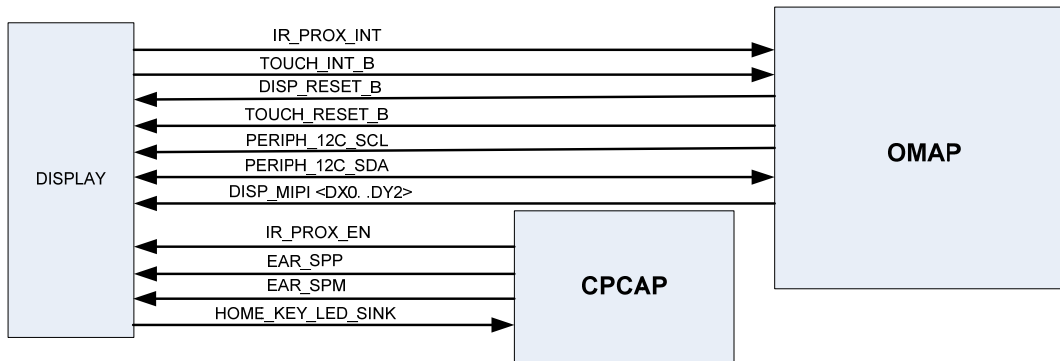 IR_PROX_INT
TOUCH_INT_B
DISP_RESET_B
TOUCH_RESET_B
PERIPH_12C_SCL
PERIPH_12C_SDA
DISP_MIPI <DX0. .DY2>
DISPLAY
OMAP
IR_PROX_EN
EAR_SPP
EAR_SPM
HOME_KEY_LED_SINK
CPCAP